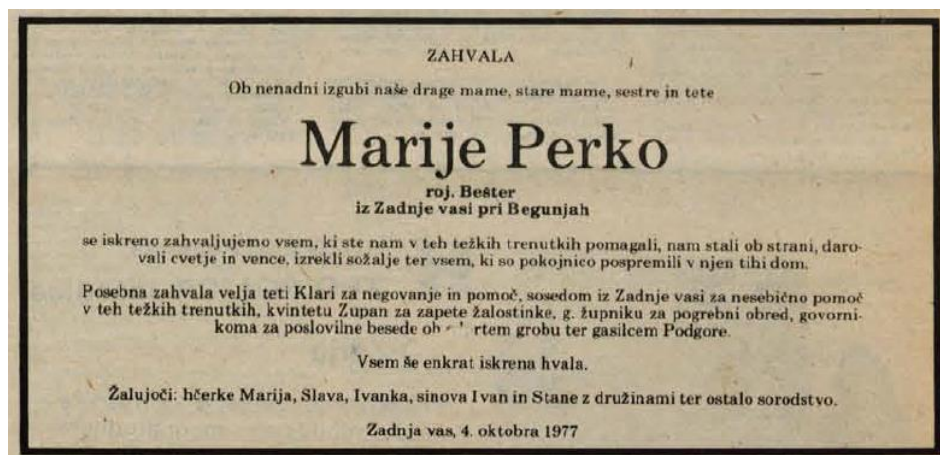 ZAHVALA
Ob nenadni izgubi naše drage mame, stare mame, sestre in tete
Marije Perko
roj. Bešter
iz Zadnje vasi pri Begunjah
se iskreno zahvaljujemo vsem, ki ste nam v teh težkih trenutkih pomagali, nam stali ob strani, daro-
vali cvetje in vence, izrekli sožalje ter vsem, ki so pokojnico pospremili v njen tihi dom.
Posebna zahvala velja teti Klari za negovanje in pomoč, sosedom iz Zadnje vasi za nesebično pomoč
v teh težkih trenutkih, kvintetu Zupan za zapete žalostinke, g. župniku za pogrebni obred, govorni-
koma za poslovilne besede ob grobu ter gasilcem Podgore.
Vsem še enkrat iskrena hvala.
Žalujoči: hčerke Marija, Slava, Ivanka, sinova Ivan in Stane z družinami ter ostalo sorodstvo.
Zadnja vas, 4. oktobra 1977